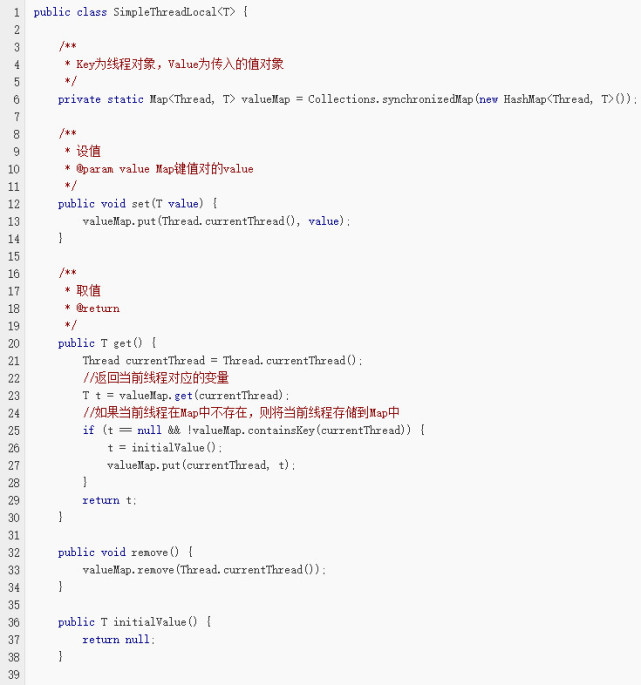 1 public class SimpleThreadLocal<T> {
2
3     /**
4      * Key为线程对象，Value为传入的值对象
5      */
6     private static Map<Thread, T> valueMap = Collections.synchronizedMap(new HashMap<Thread, T>());
7
8     /**
9      * 设值
10      * @param value Map键值对的value
11      */
12     public void set(T value) {
13         valueMap.put(Thread.currentThread(), value);
14     }
15
16     /**
17      * 取值
18      * @return
19      */
20     public T get() {
21         Thread currentThread = Thread.currentThread();
22         //返回当前线程对应的变量
23         T t = valueMap.get(currentThread);
24         //如果当前线程在Map中不存在，则将当前线程存储到Map中
25         if (t == null && !valueMap.containsKey(currentThread)) {
26             t = initialValue();
27             valueMap.put(currentThread, t);
28         }
29         return t;
30     }
31
32     public void remove() {
33         valueMap.remove(Thread.currentThread());
34     }
35
36     public T initialValue() {
37         return null;
38     }
39